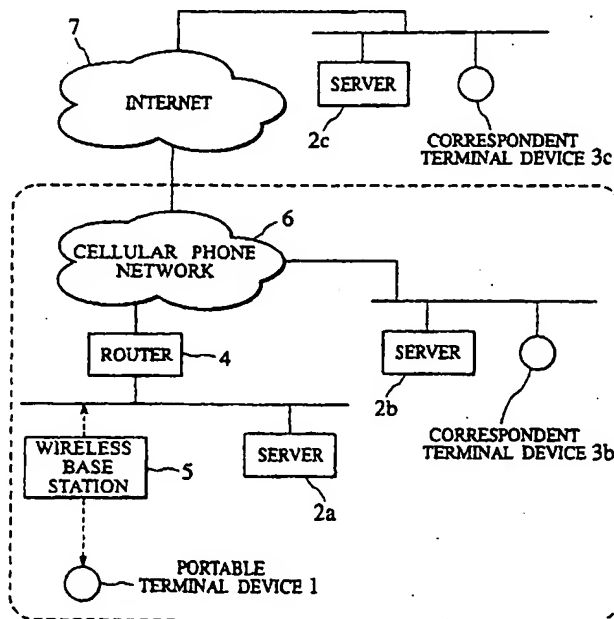 7
INTERNET
SERVER
2c
CORRESPONDENT
TERMINAL DEVICE 3c
6
CELLULAR PHONE
NETWORK
ROUTER
4
SERVER
2b
CORRESPONDENT
TERMINAL DEVICE 3b
WIRELESS
BASE
STATION
5
SERVER
2a
PORTABLE
TERMINAL DEVICE 1